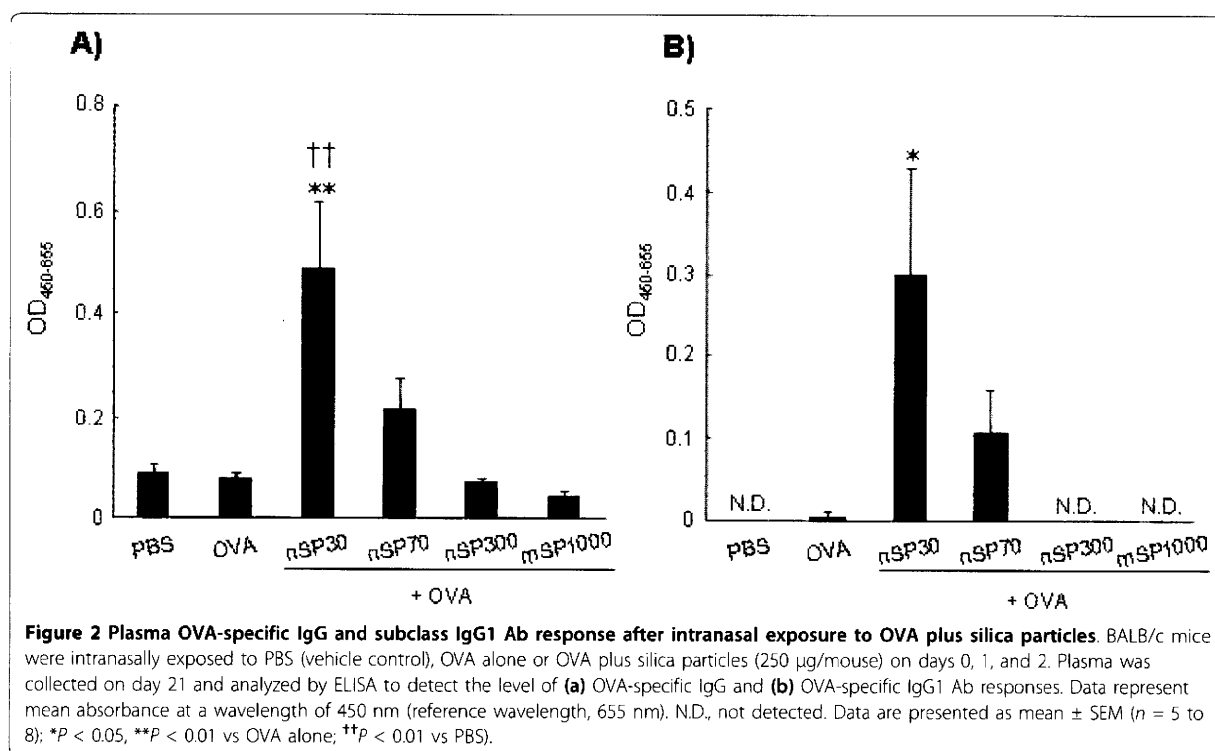 A)
0.8
0.6
0.4
0.2
0
OD450-655
††
**
PBS
OVA
nSP30
nSP70
nSP300
mSP1000
+ OVA
B)
0.5
0.4
0.3
0.2
0.1
0
OD450-655
*
N.D.
N.D.
N.D.
PBS
OVA
nSP30
nSP70
nSP300
mSP1000
+ OVA
Figure 2 Plasma OVA-specific IgG and subclass IgG1 Ab response after intranasal exposure to OVA plus silica particles. BALB/c mice
were intranasally exposed to PBS (vehicle control), OVA alone or OVA plus silica particles (250 μg/mouse) on days 0, 1, and 2. Plasma was
collected on day 21 and analyzed by ELISA to detect the level of (a) OVA-specific IgG and (b) OVA-specific IgG1 Ab responses. Data represent
mean absorbance at a wavelength of 450 nm (reference wavelength, 655 nm). N.D., not detected. Data are presented as mean ± SEM (n = 5 to
8); *P < 0.05, **P < 0.01 vs OVA alone; ††P < 0.01 vs PBS).